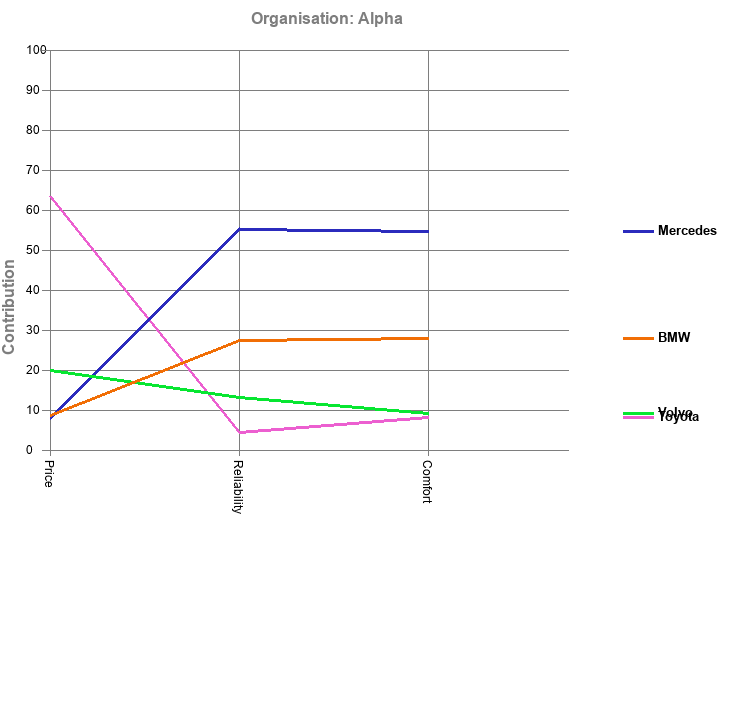 Organisation: Alpha
Contribution
100
90
80
70
60
50
40
30
20
10
0
Price
Reliability
Comfort
Mercedes
BMW
Volvo
Toyota